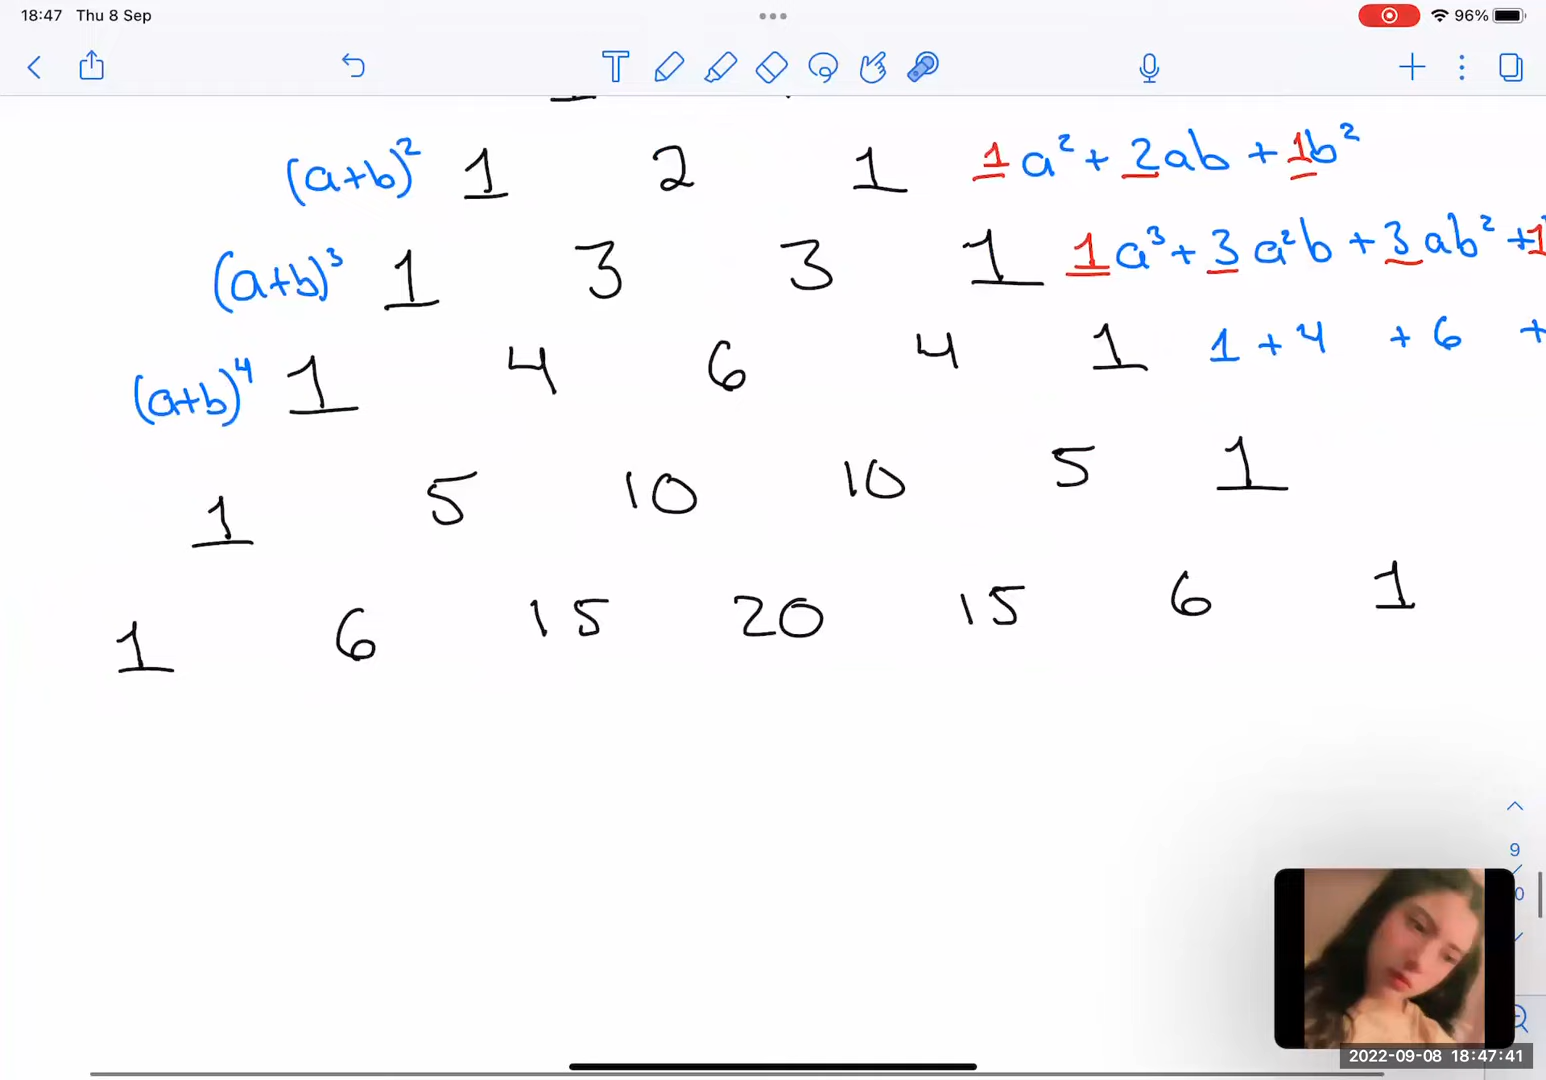 18:47 Thu 8 Sep
96%
T
(a+b)² 1 2 1 1a² + 2ab + 1b²
(a+b)³ 1 3 3 1 1a³ + 3a²b + 3ab² + 1
(a+b)⁴ 1 4 6 4 1 1 + 4 + 6 +
1 5 10 10 5 1
1 6 15 20 15 6 1
9
0
2022-09-08 18:47:41